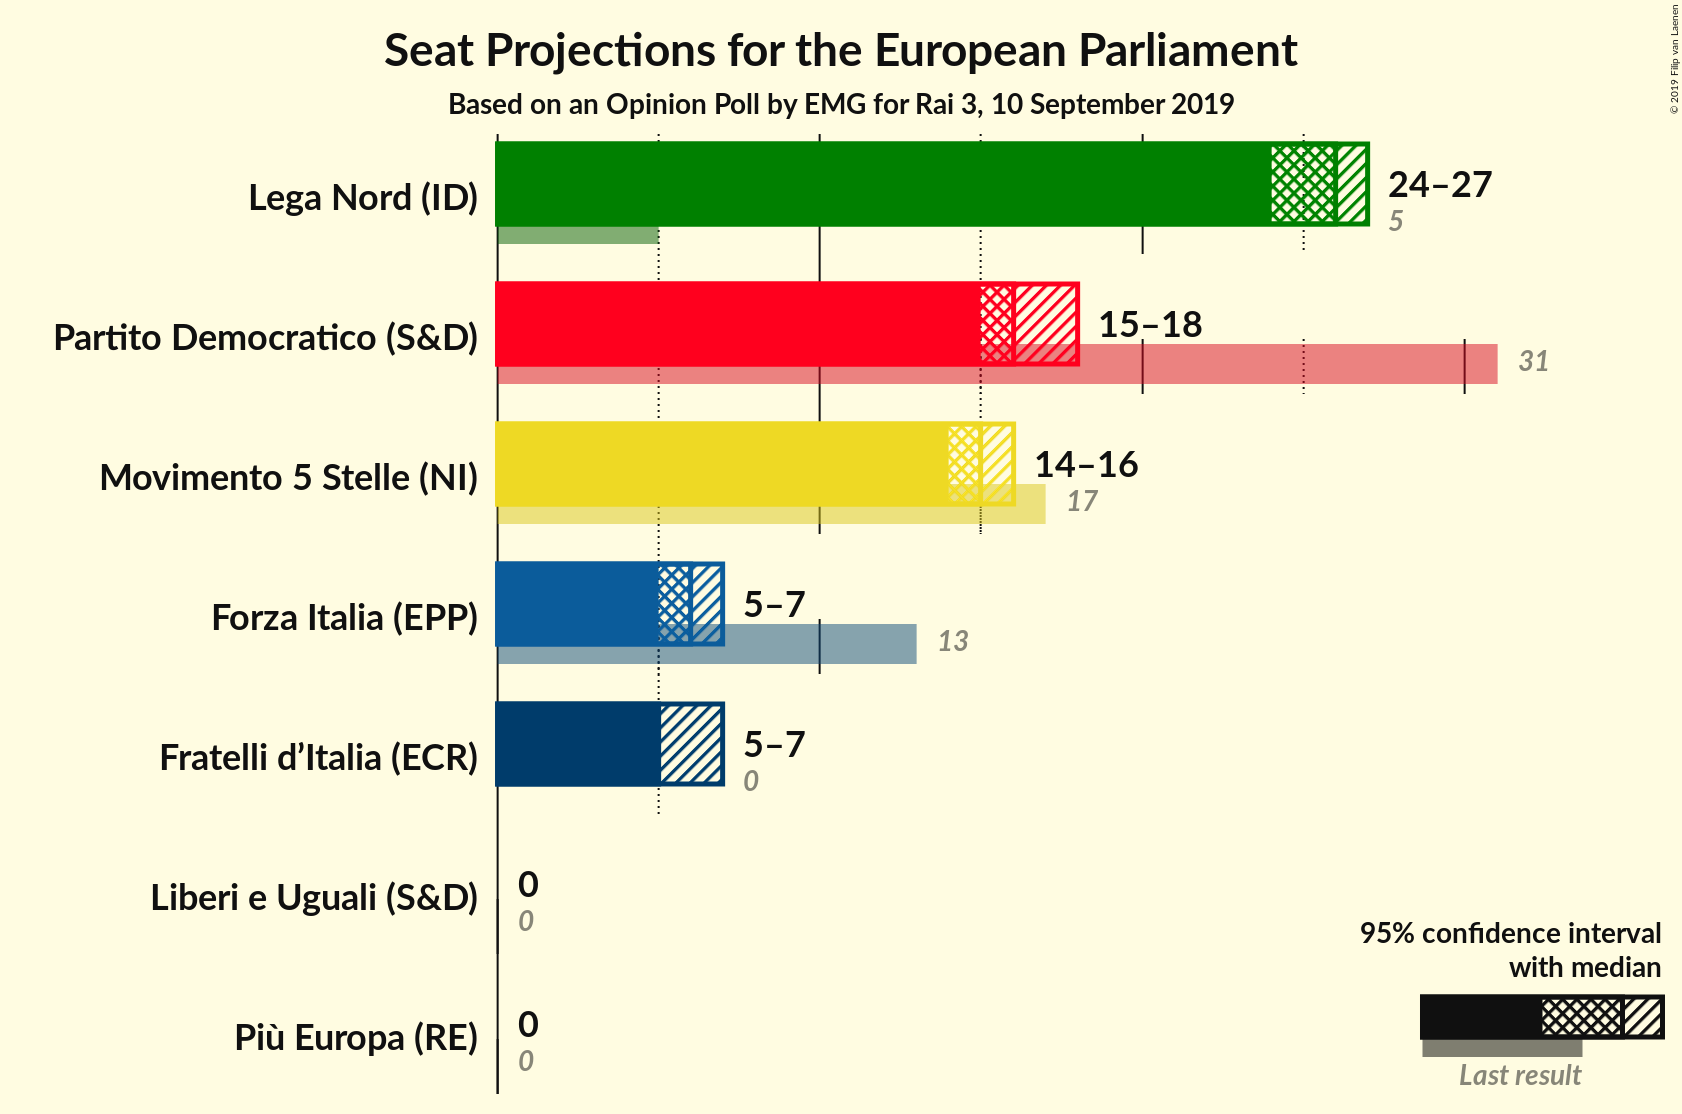 Seat Projections for the European Parliament
Based on an Opinion Poll by EMG for Rai 3, 10 September 2019
© 2019 Filip van Laenen
Lega Nord (ID)
24–27
5
Partito Democratico (S&D)
15–18
31
Movimento 5 Stelle (NI)
14–16
17
Forza Italia (EPP)
5–7
13
Fratelli d’Italia (ECR)
5–7
0
Liberi e Uguali (S&D)
0
0
Più Europa (RE)
0
0
95% confidence interval
with median
Last result